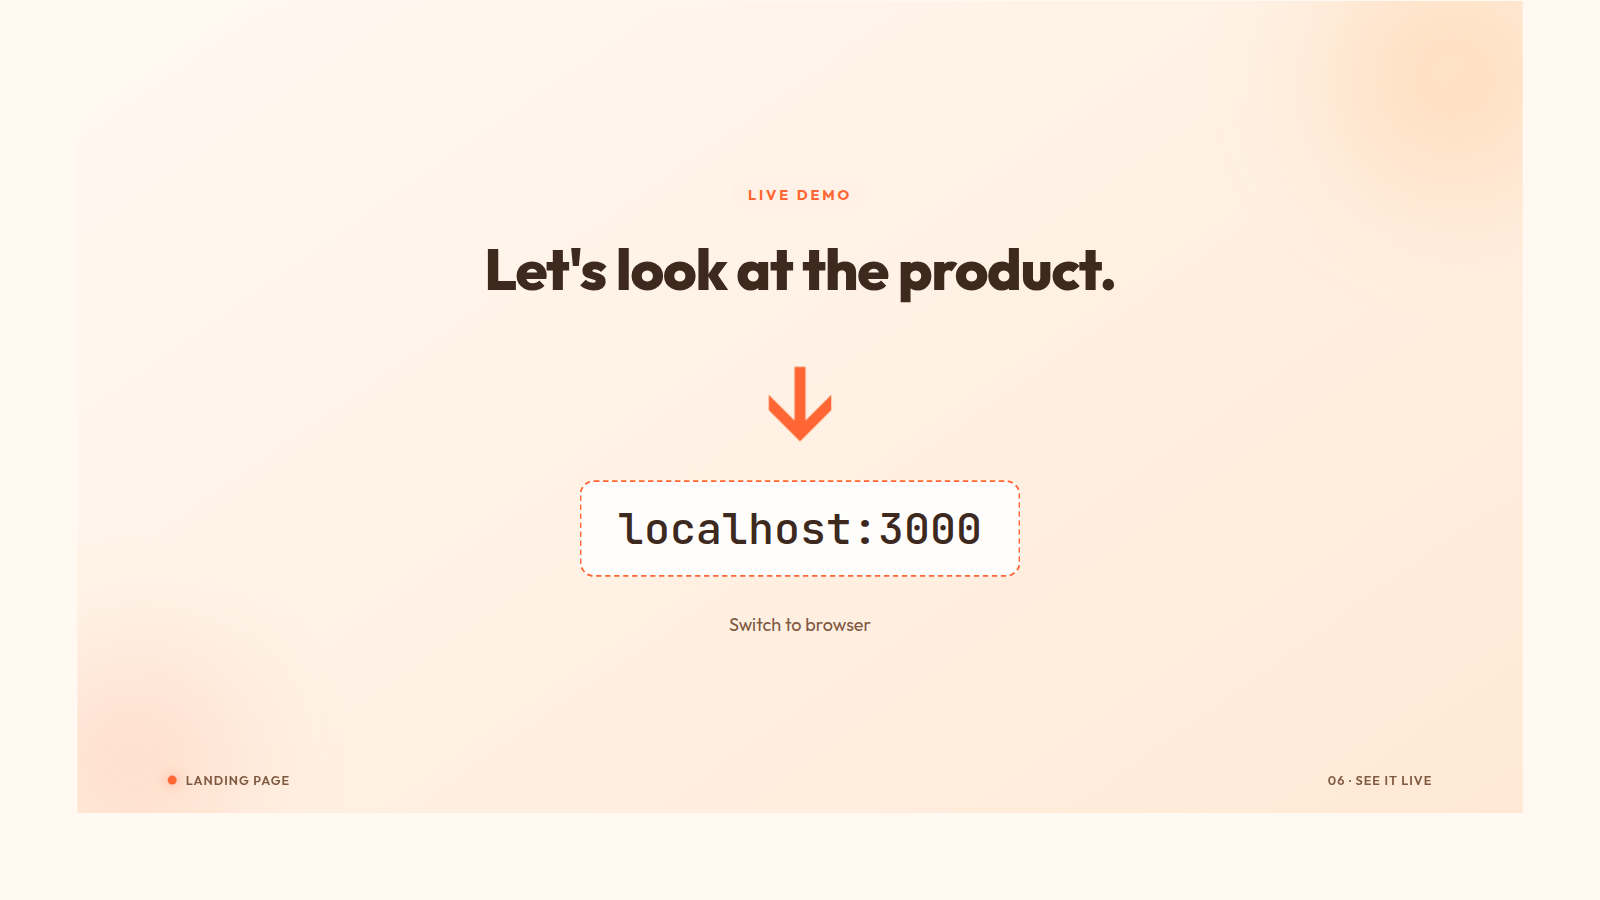 LIVE DEMO
Let's look at the product.
localhost:3000
Switch to browser
LANDING PAGE
06 · SEE IT LIVE